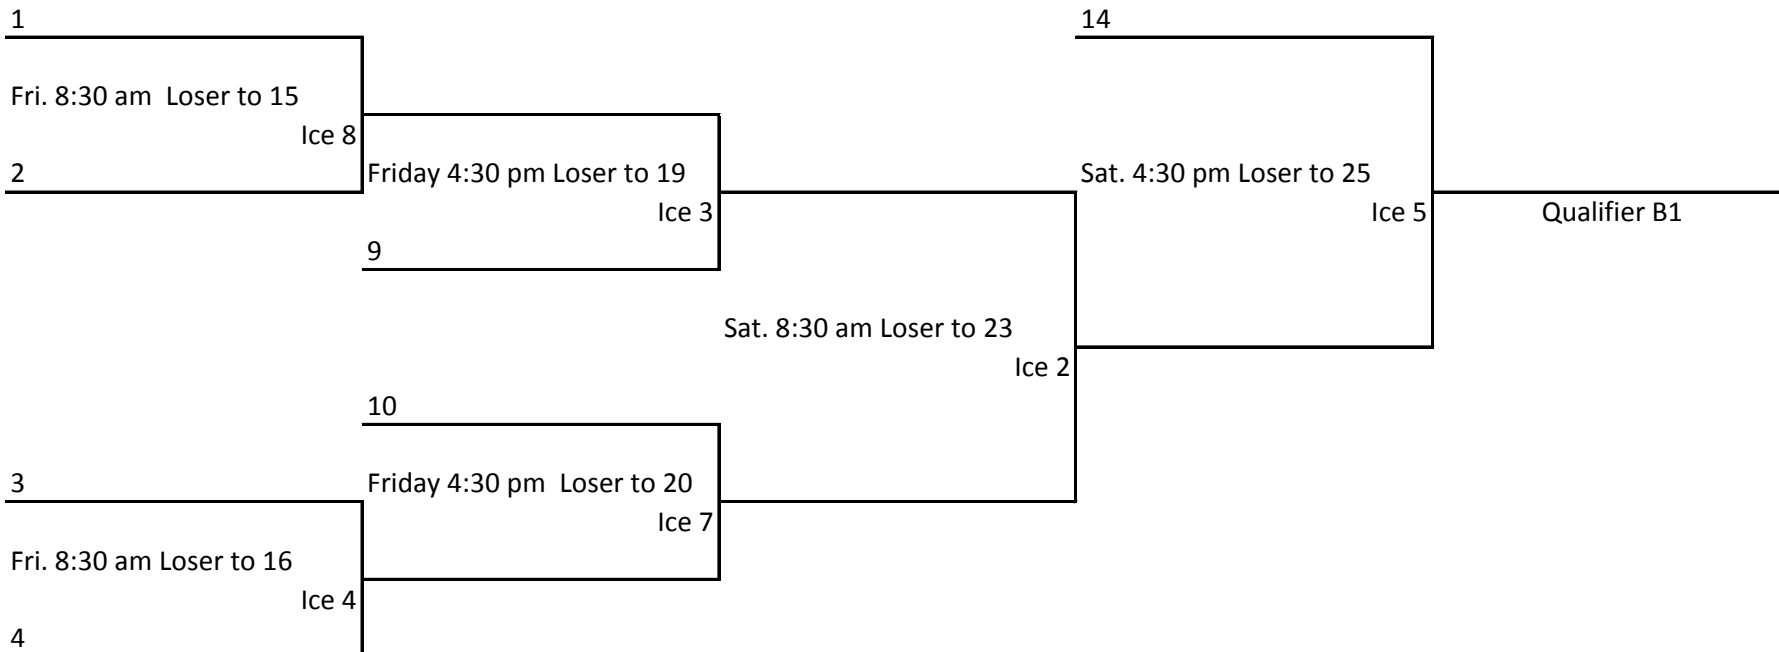 1
14
Fri. 8:30 am  Loser to 15
Ice 8
2
Friday 4:30 pm Loser to 19
Sat. 4:30 pm Loser to 25
Ice 3
Ice 5
Qualifier B1
9
Sat. 8:30 am Loser to 23
Ice 2
10
3
Friday 4:30 pm  Loser to 20
Ice 7
Fri. 8:30 am Loser to 16
Ice 4
4